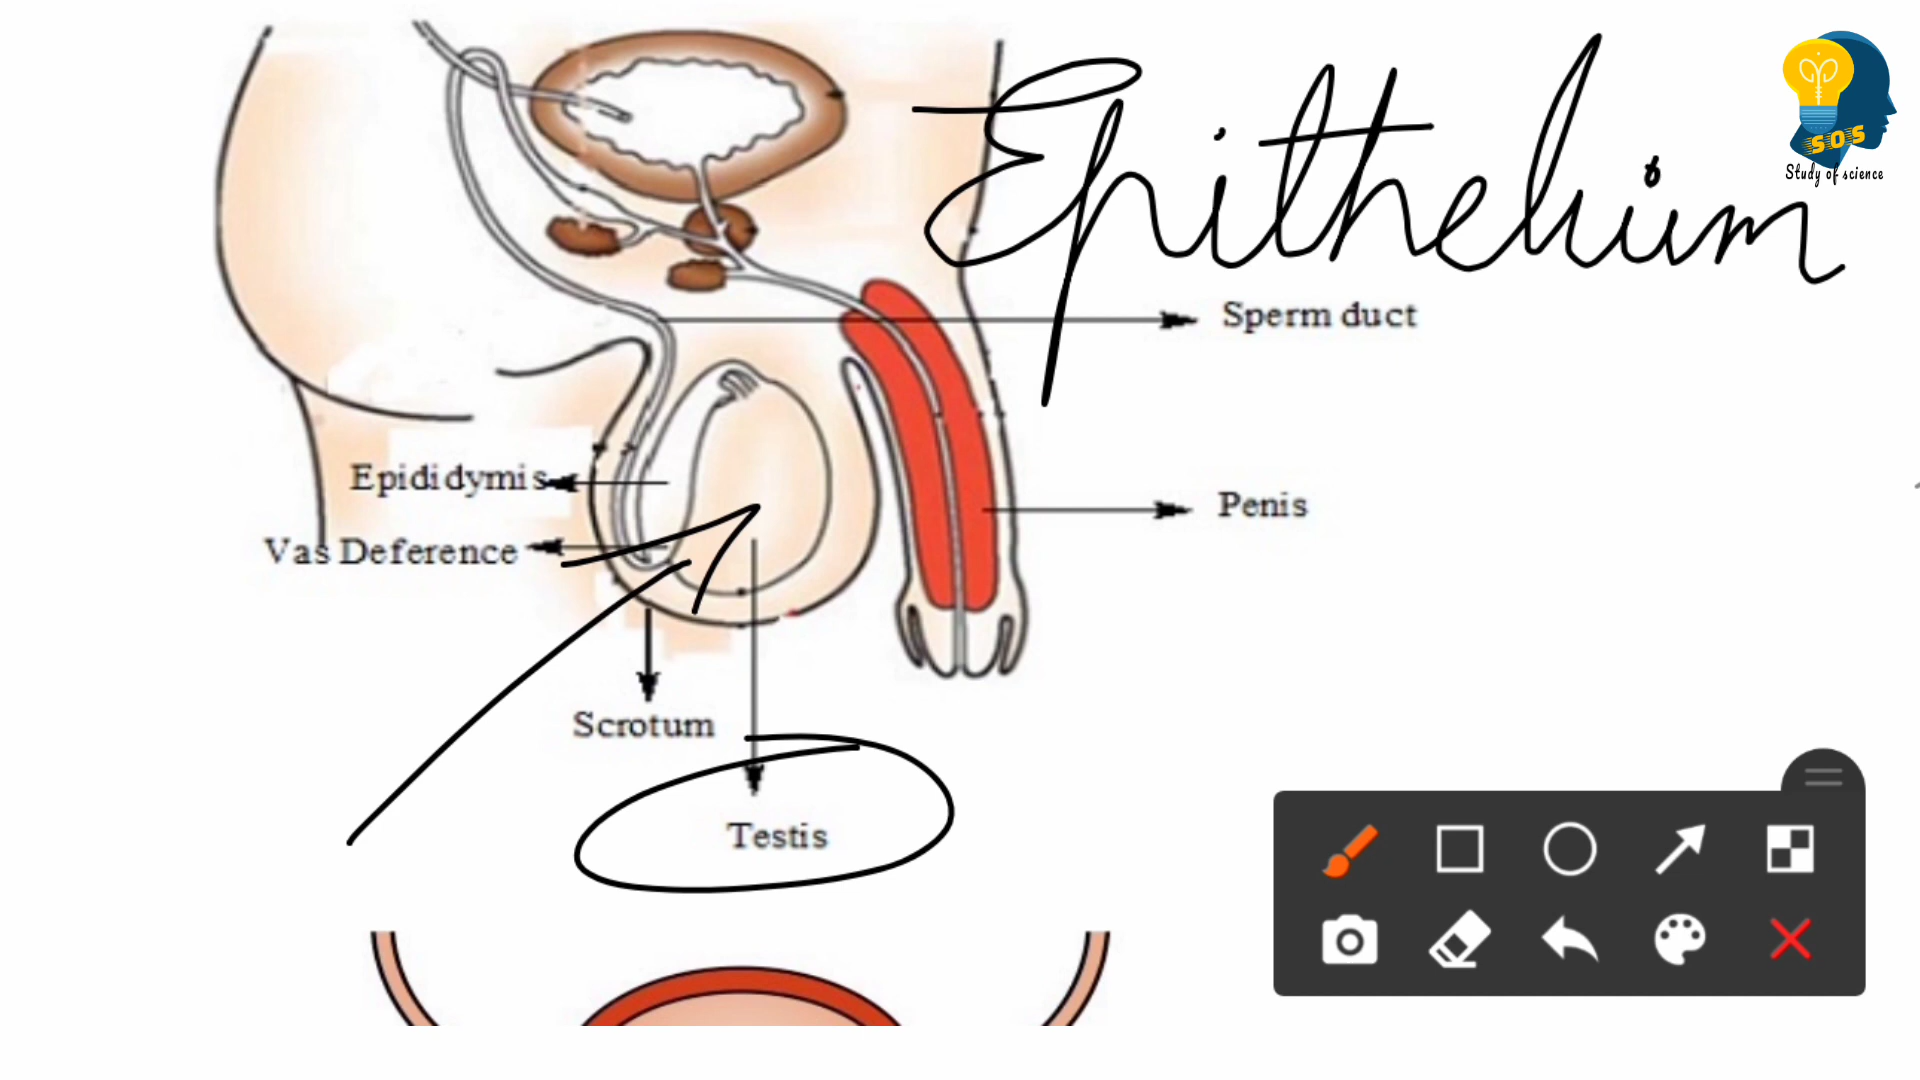 Epithelium
SOS
Study of science
Sperm duct
Epididymis
Penis
Vas Deference
Scrotum
Testis